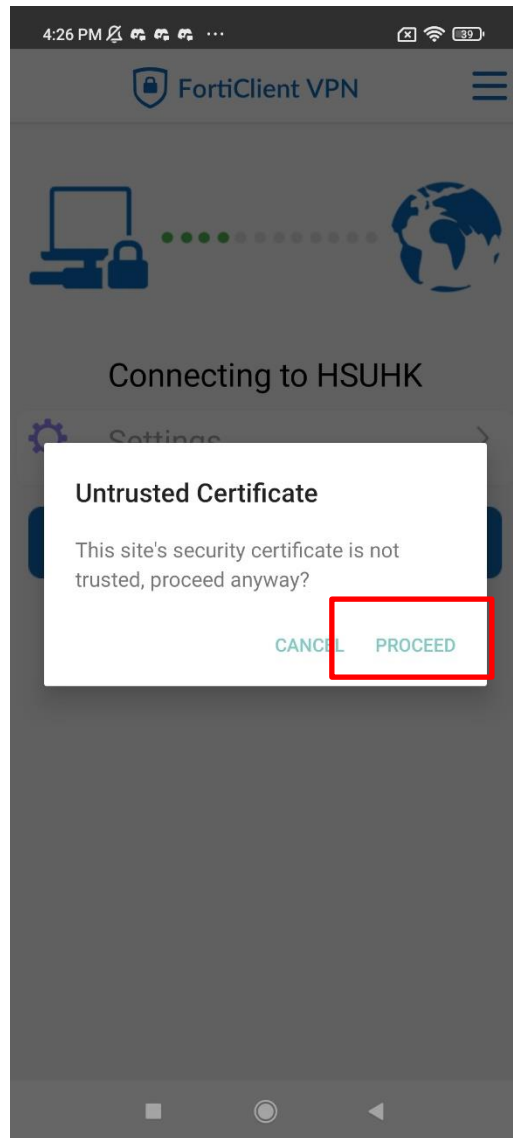 4:26 PM ... 39
FortiClient VPN
Connecting to HSUHK
Settings
Untrusted Certificate
This site's security certificate is not
trusted, proceed anyway?
CANCEL PROCEED